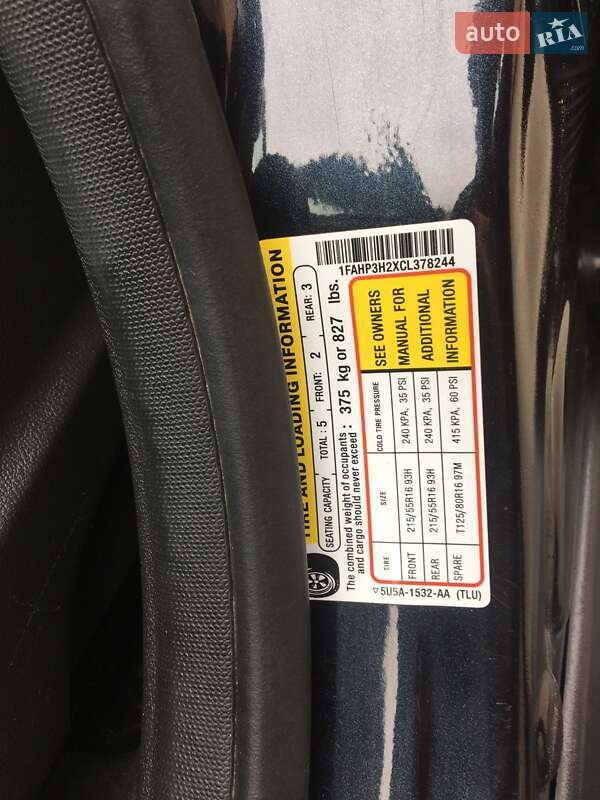 auto RIA.com
1FAHP3H2XCL378244
TIRE AND LOADING INFORMATION
SEATING CAPACITY TOTAL : 5 FRONT: 2 REAR: 3
The combined weight of occupants and cargo should never exceed : 375 kg or 827 lbs.
TIRE SIZE COLD TIRE PRESSURE
FRONT 215/55R16 93H 240 KPA, 35 PSI
REAR 215/55R16 93H 240 KPA, 35 PSI
SPARE T125/80R16 97M 415 KPA, 60 PSI
SEE OWNERS
MANUAL FOR
ADDITIONAL
INFORMATION
▽5U5A-1532-AA (TLU)